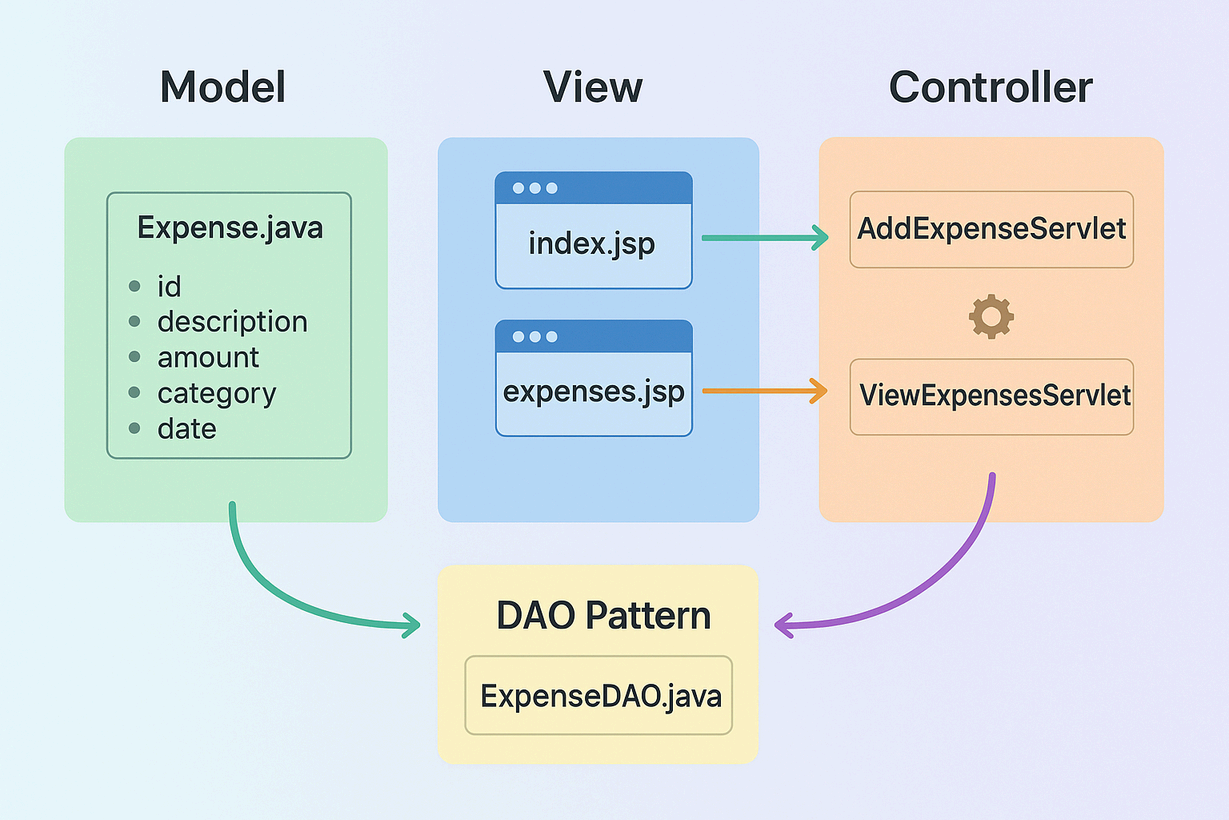 Model
Expense.java
id
description
amount
category
date
View
index.jsp
expenses.jsp
Controller
AddExpenseServlet
ViewExpensesServlet
DAO Pattern
ExpenseDAO.java